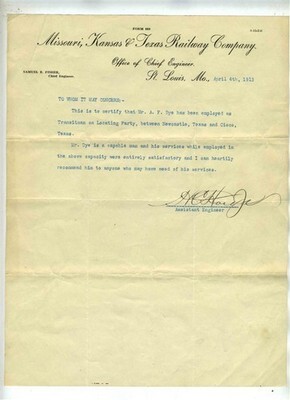 FORM 323
Missouri, Kansas & Texas Railway Company.
Office of Chief Engineer.
SAMUEL B. FISHER,
Chief Engineer.
St. Louis, Mo., April 4th, 1912
TO WHOM IT MAY CONCERN:-
This is to certify that Mr. A. F. Dye has been employed as
Transitman on Locating Party, between Newcastle, Texas and Cisco,
Texas.
Mr. Dye is a capable man and his services while employed in
the above capacity were entirely satisfactory and I can heartily
recommend him to anyone who may have need of his services.
Assistant Engineer